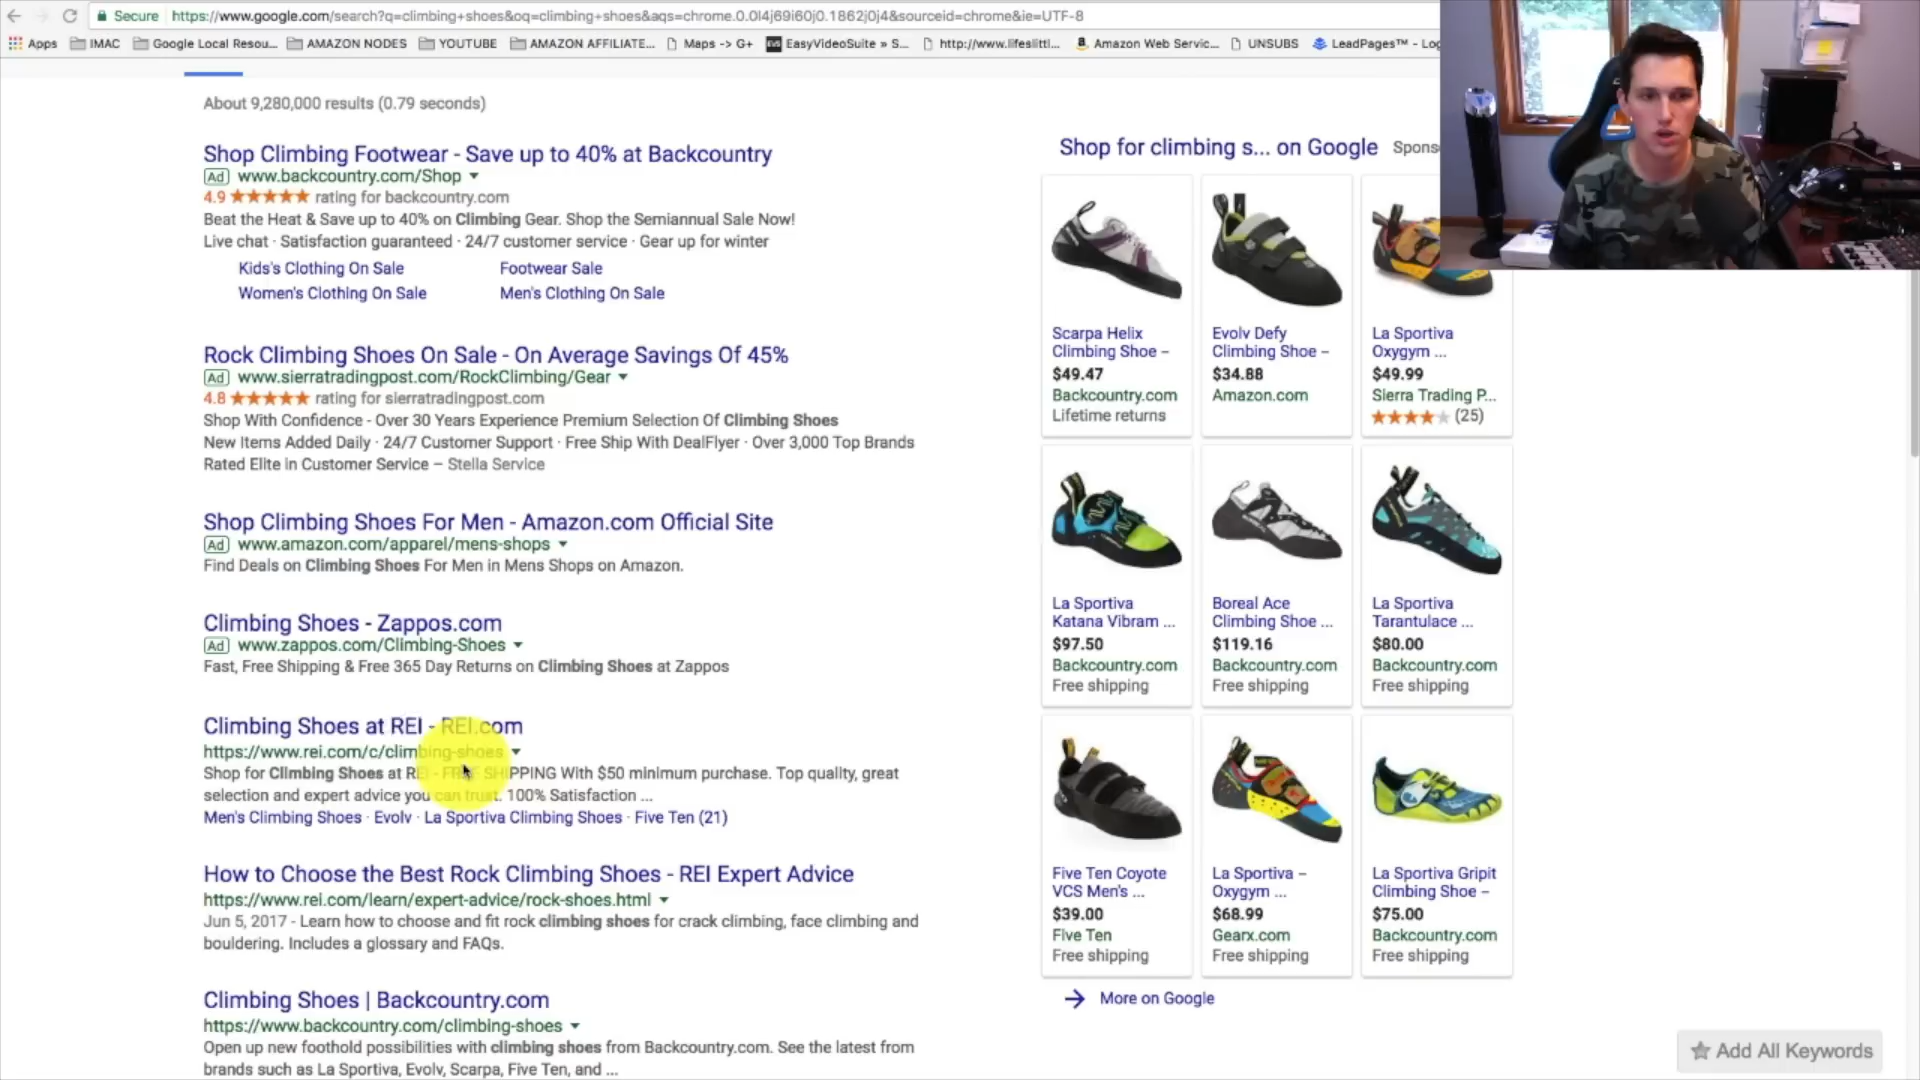 Secure https://www.google.com/search?q=climbing+shoes&oq=climbing+shoes&aqs=chrome.0.0l4j69i60j0.1862j0j4&sourceid=chrome&ie=UTF-8
Apps IMAC Google Local Resou... AMAZON NODES YOUTUBE AMAZON AFFILIATE... Maps -> G+ EasyVideoSuite » S... http://www.lifeslittl... Amazon Web Servic... UNSUBS LeadPages™ - Log
About 9,280,000 results (0.79 seconds)
Shop Climbing Footwear - Save up to 40% at Backcountry
Ad www.backcountry.com/Shop
4.9 ★★★★★ rating for backcountry.com
Beat the Heat & Save up to 40% on Climbing Gear. Shop the Semiannual Sale Now!
Live chat · Satisfaction guaranteed · 24/7 customer service · Gear up for winter
Kid's Clothing On Sale Footwear Sale
Women's Clothing On Sale Men's Clothing On Sale
Rock Climbing Shoes On Sale - On Average Savings Of 45%
Ad www.sierratradingpost.com/RockClimbing/Gear
4.8 ★★★★★ rating for sierratradingpost.com
Shop With Confidence - Over 30 Years Experience Premium Selection Of Climbing Shoes
New Items Added Daily · 24/7 Customer Support · Free Ship With DealFlyer · Over 3,000 Top Brands
Rated Elite in Customer Service – Stella Service
Shop Climbing Shoes For Men - Amazon.com Official Site
Ad www.amazon.com/apparel/mens-shops
Find Deals on Climbing Shoes For Men in Mens Shops on Amazon.
Climbing Shoes - Zappos.com
Ad www.zappos.com/Climbing-Shoes
Fast, Free Shipping & Free 365 Day Returns on Climbing Shoes at Zappos
Climbing Shoes at REI - REI.com
https://www.rei.com/c/climbing-shoes
Shop for Climbing Shoes at REI - FREE SHIPPING With $50 minimum purchase. Top quality, great
selection and expert advice you can trust. 100% Satisfaction ...
Men's Climbing Shoes · Evolv · La Sportiva Climbing Shoes · Five Ten (21)
How to Choose the Best Rock Climbing Shoes - REI Expert Advice
https://www.rei.com/learn/expert-advice/rock-shoes.html
Jun 5, 2017 - Learn how to choose and fit rock climbing shoes for crack climbing, face climbing and
bouldering. Includes a glossary and FAQs.
Climbing Shoes | Backcountry.com
https://www.backcountry.com/climbing-shoes
Open up new foothold possibilities with climbing shoes from Backcountry.com. See the latest from
brands such as La Sportiva, Evolv, Scarpa, Five Ten, and ...
Shop for climbing s... on Google Spons
Scarpa Helix
Climbing Shoe –
$49.47
Backcountry.com
Lifetime returns
Evolv Defy
Climbing Shoe –
$34.88
Amazon.com
La Sportiva
Oxygym ...
$49.99
Sierra Trading P...
★★★★★ (25)
La Sportiva
Katana Vibram ...
$97.50
Backcountry.com
Free shipping
Boreal Ace
Climbing Shoe ...
$119.16
Backcountry.com
Free shipping
La Sportiva
Tarantulace ...
$80.00
Backcountry.com
Free shipping
Five Ten Coyote
VCS Men's ...
$39.00
Five Ten
Free shipping
La Sportiva –
Oxygym ...
$68.99
Gearx.com
Free shipping
La Sportiva Gripit
Climbing Shoe –
$75.00
Backcountry.com
Free shipping
More on Google
Add All Keywords